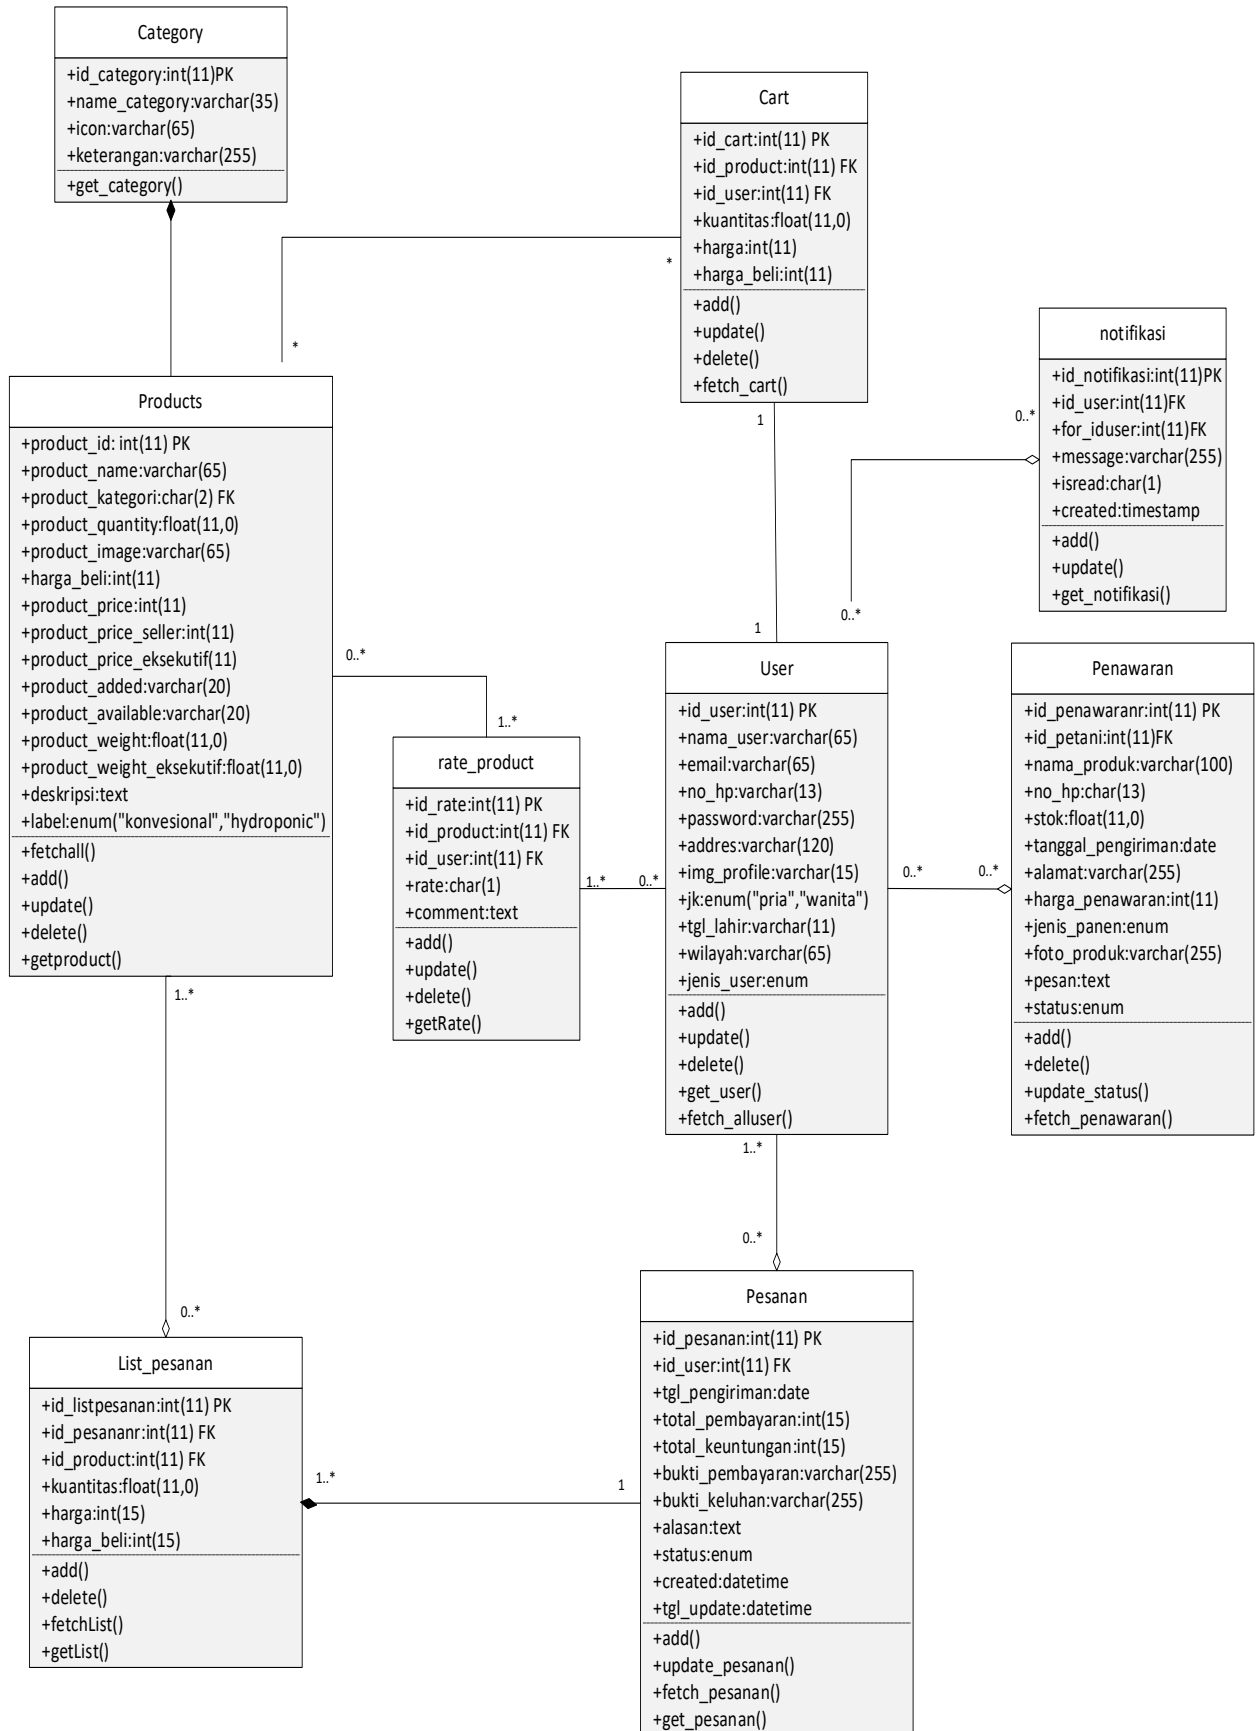 Category
+id_category:int(11)PK
+name_category:varchar(35)
+icon:varchar(65)
+keterangan:varchar(255)
+get_category()
Cart
+id_cart:int(11) PK
+id_product:int(11) FK
+id_user:int(11) FK
+kuantitas:float(11,0)
+harga:int(11)
+harga_beli:int(11)
+add()
+update()
+delete()
+fetch_cart()
*
*
notifikasi
+id_notifikasi:int(11)PK
+id_user:int(11)FK
+for_iduser:int(11)FK
+message:varchar(255)
+isread:char(1)
+created:timestamp
+add()
+update()
+get_notifikasi()
1
0..*
0..*
1
Products
+product_id: int(11) PK
+product_name:varchar(65)
+product_kategori:char(2) FK
+product_quantity:float(11,0)
+product_image:varchar(65)
+harga_beli:int(11)
+product_price:int(11)
+product_price_seller:int(11)
+product_price_eksekutif(11)
+product_added:varchar(20)
+product_available:varchar(20)
+product_weight:float(11,0)
+product_weight_eksekutif:float(11,0)
+deskripsi:text
+label:enum("konvesional","hydroponic")
+fetchall()
+add()
+update()
+delete()
+getproduct()
0..*
1..*
rate_product
+id_rate:int(11) PK
+id_product:int(11) FK
+id_user:int(11) FK
+rate:char(1)
+comment:text
+add()
+update()
+delete()
+getRate()
1..*
0..*
User
+id_user:int(11) PK
+nama_user:varchar(65)
+email:varchar(65)
+no_hp:varchar(13)
+password:varchar(255)
+addres:varchar(120)
+img_profile:varchar(15)
+jk:enum("pria","wanita")
+tgl_lahir:varchar(11)
+wilayah:varchar(65)
+jenis_user:enum
+add()
+update()
+delete()
+get_user()
+fetch_alluser()
0..*
0..*
Penawaran
+id_penawaranr:int(11) PK
+id_petani:int(11)FK
+nama_produk:varchar(100)
+no_hp:char(13)
+stok:float(11,0)
+tanggal_pengiriman:date
+alamat:varchar(255)
+harga_penawaran:int(11)
+jenis_panen:enum
+foto_produk:varchar(255)
+pesan:text
+status:enum
+add()
+delete()
+update_status()
+fetch_penawaran()
1..*
0..*
1..*
0..*
List_pesanan
+id_listpesanan:int(11) PK
+id_pesananr:int(11) FK
+id_product:int(11) FK
+kuantitas:float(11,0)
+harga:int(15)
+harga_beli:int(15)
+add()
+delete()
+fetchList()
+getList()
1..*
1
Pesanan
+id_pesanan:int(11) PK
+id_user:int(11) FK
+tgl_pengiriman:date
+total_pembayaran:int(15)
+total_keuntungan:int(15)
+bukti_pembayaran:varchar(255)
+bukti_keluhan:varchar(255)
+alasan:text
+status:enum
+created:datetime
+tgl_update:datetime
+add()
+update_pesanan()
+fetch_pesanan()
+get_pesanan()